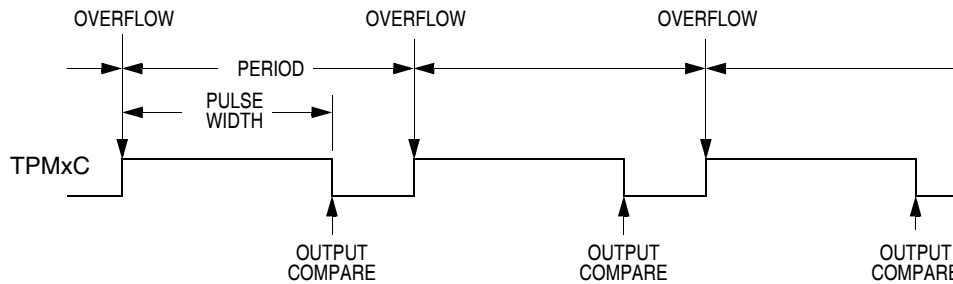 OVERFLOW
OVERFLOW
OVERFLOW
PERIOD
PULSE
WIDTH
TPMxC
OUTPUT
COMPARE
OUTPUT
COMPARE
OUTPUT
COMPARE